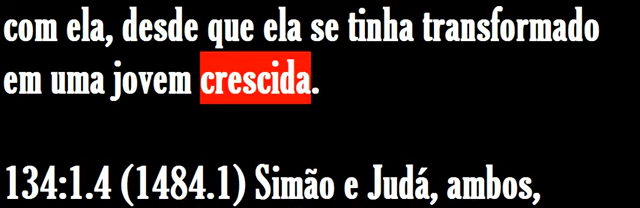 com ela, desde que ela se tinha transformado
em uma jovem crescida.
134:1.4 (1484.1) Simão e Judá, ambos,